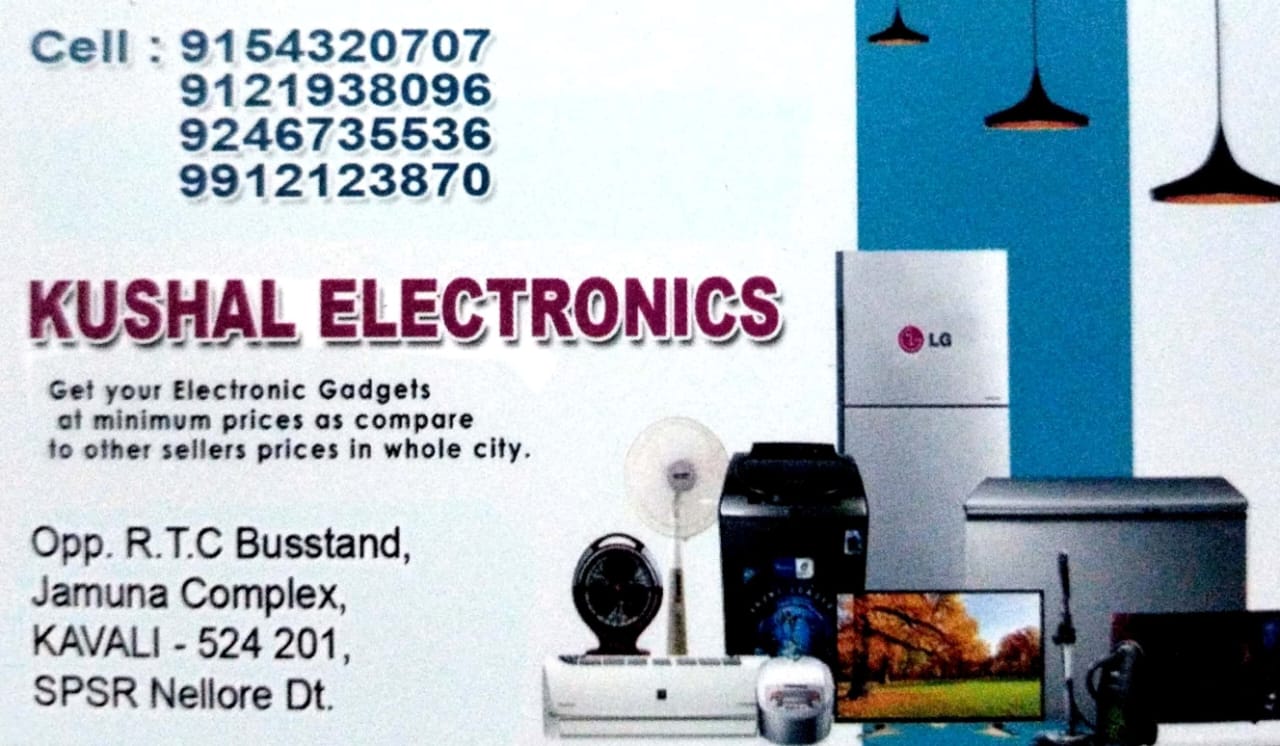 Cell : 9154320707
9121938096
9246735536
9912123870
KUSHAL ELECTRONICS
Get your Electronic Gadgets
at minimum prices as compare
to other sellers prices in whole city.
Opp. R.T.C Busstand,
Jamuna Complex,
KAVALI - 524 201,
SPSR Nellore Dt.
LG